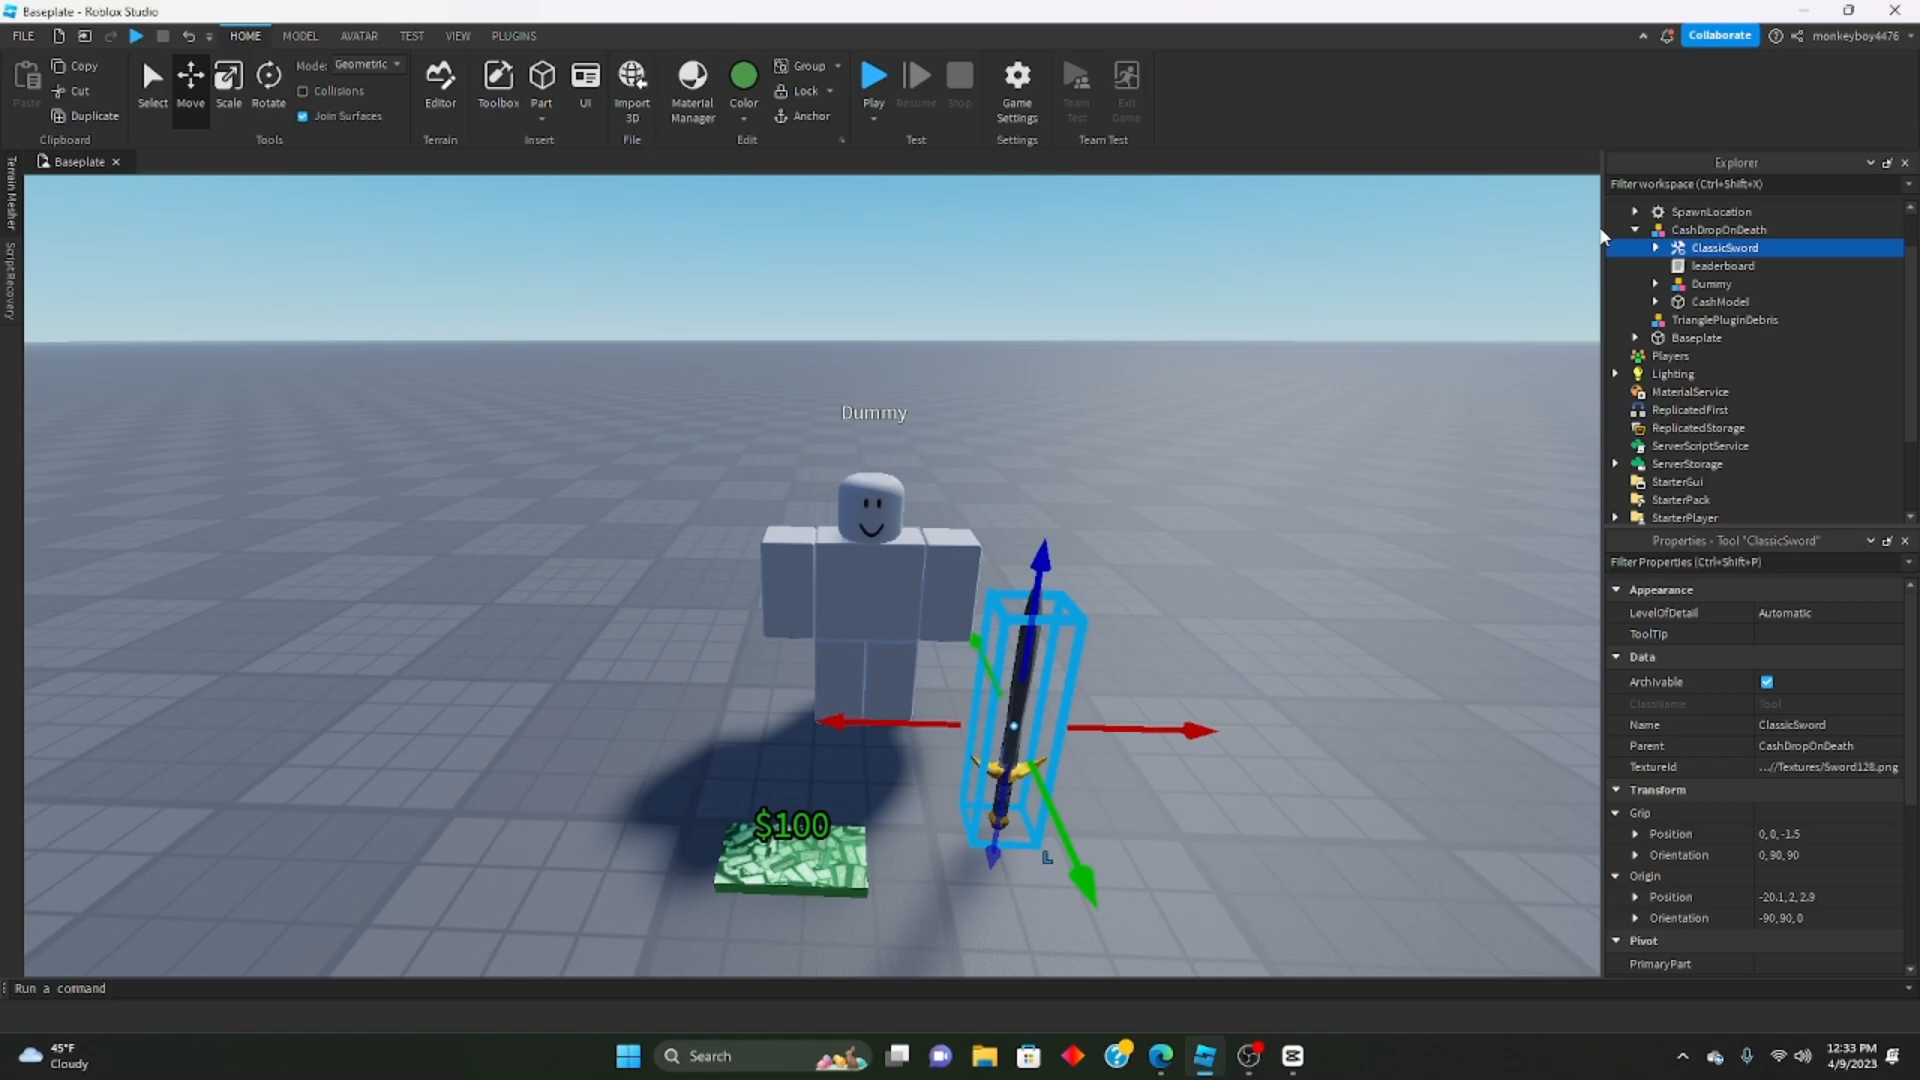 Baseplate - Roblox Studio
FILE HOME MODEL AVATAR TEST VIEW PLUGINS Collaborate monkeyboy4476
Paste Copy Cut Duplicate Clipboard
Select Move Scale Rotate Mode: Geometric Collisions Join Surfaces Tools
Editor Terrain
Toolbox Part UI Insert
Import 3D File
Material Manager Color Group Lock Anchor Edit
Play Resume Stop Test
Game Settings Settings
Team Test Exit Game Team Test
Baseplate
Terrain Mesher
Script Recovery
Dummy
$100
L
Explorer
Filter workspace (Ctrl+Shift+X)
SpawnLocation
CashDropOnDeath
ClassicSword
leaderboard
Dummy
CashModel
TrianglePluginDebris
Baseplate
Players
Lighting
MaterialService
ReplicatedFirst
ReplicatedStorage
ServerScriptService
ServerStorage
StarterGui
StarterPack
StarterPlayer
Properties - Tool "ClassicSword"
Filter Properties (Ctrl+Shift+P)
Appearance
LevelOfDetail Automatic
ToolTip
Data
Archivable
ClassName Tool
Name ClassicSword
Parent CashDropOnDeath
TextureId ...//Textures/Sword128.png
Transform
Grip
Position 0, 0, -1.5
Orientation 0, 90, 90
Origin
Position -20.1, 2, 2.9
Orientation -90, 90, 0
Pivot
PrimaryPart
Run a command
45°F
Cloudy
Search
12:33 PM
4/9/2023